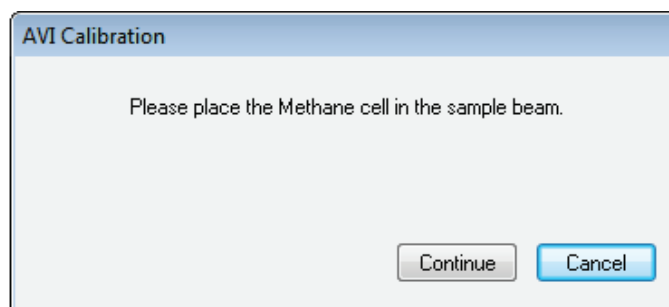 AVI Calibration
Please place the Methane cell in the sample beam.
Continue
Cancel